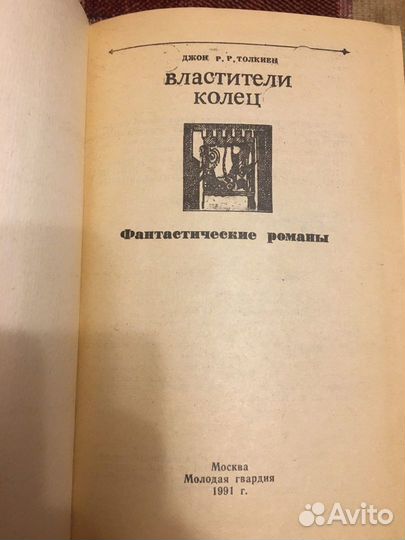 ДЖОН Р. Р. ТОЛКИЕН
ВЛАСТИТЕЛИ
КОЛЕЦ
Фантастические романы
Москва
Молодая гвардия
1991 г.
Avito